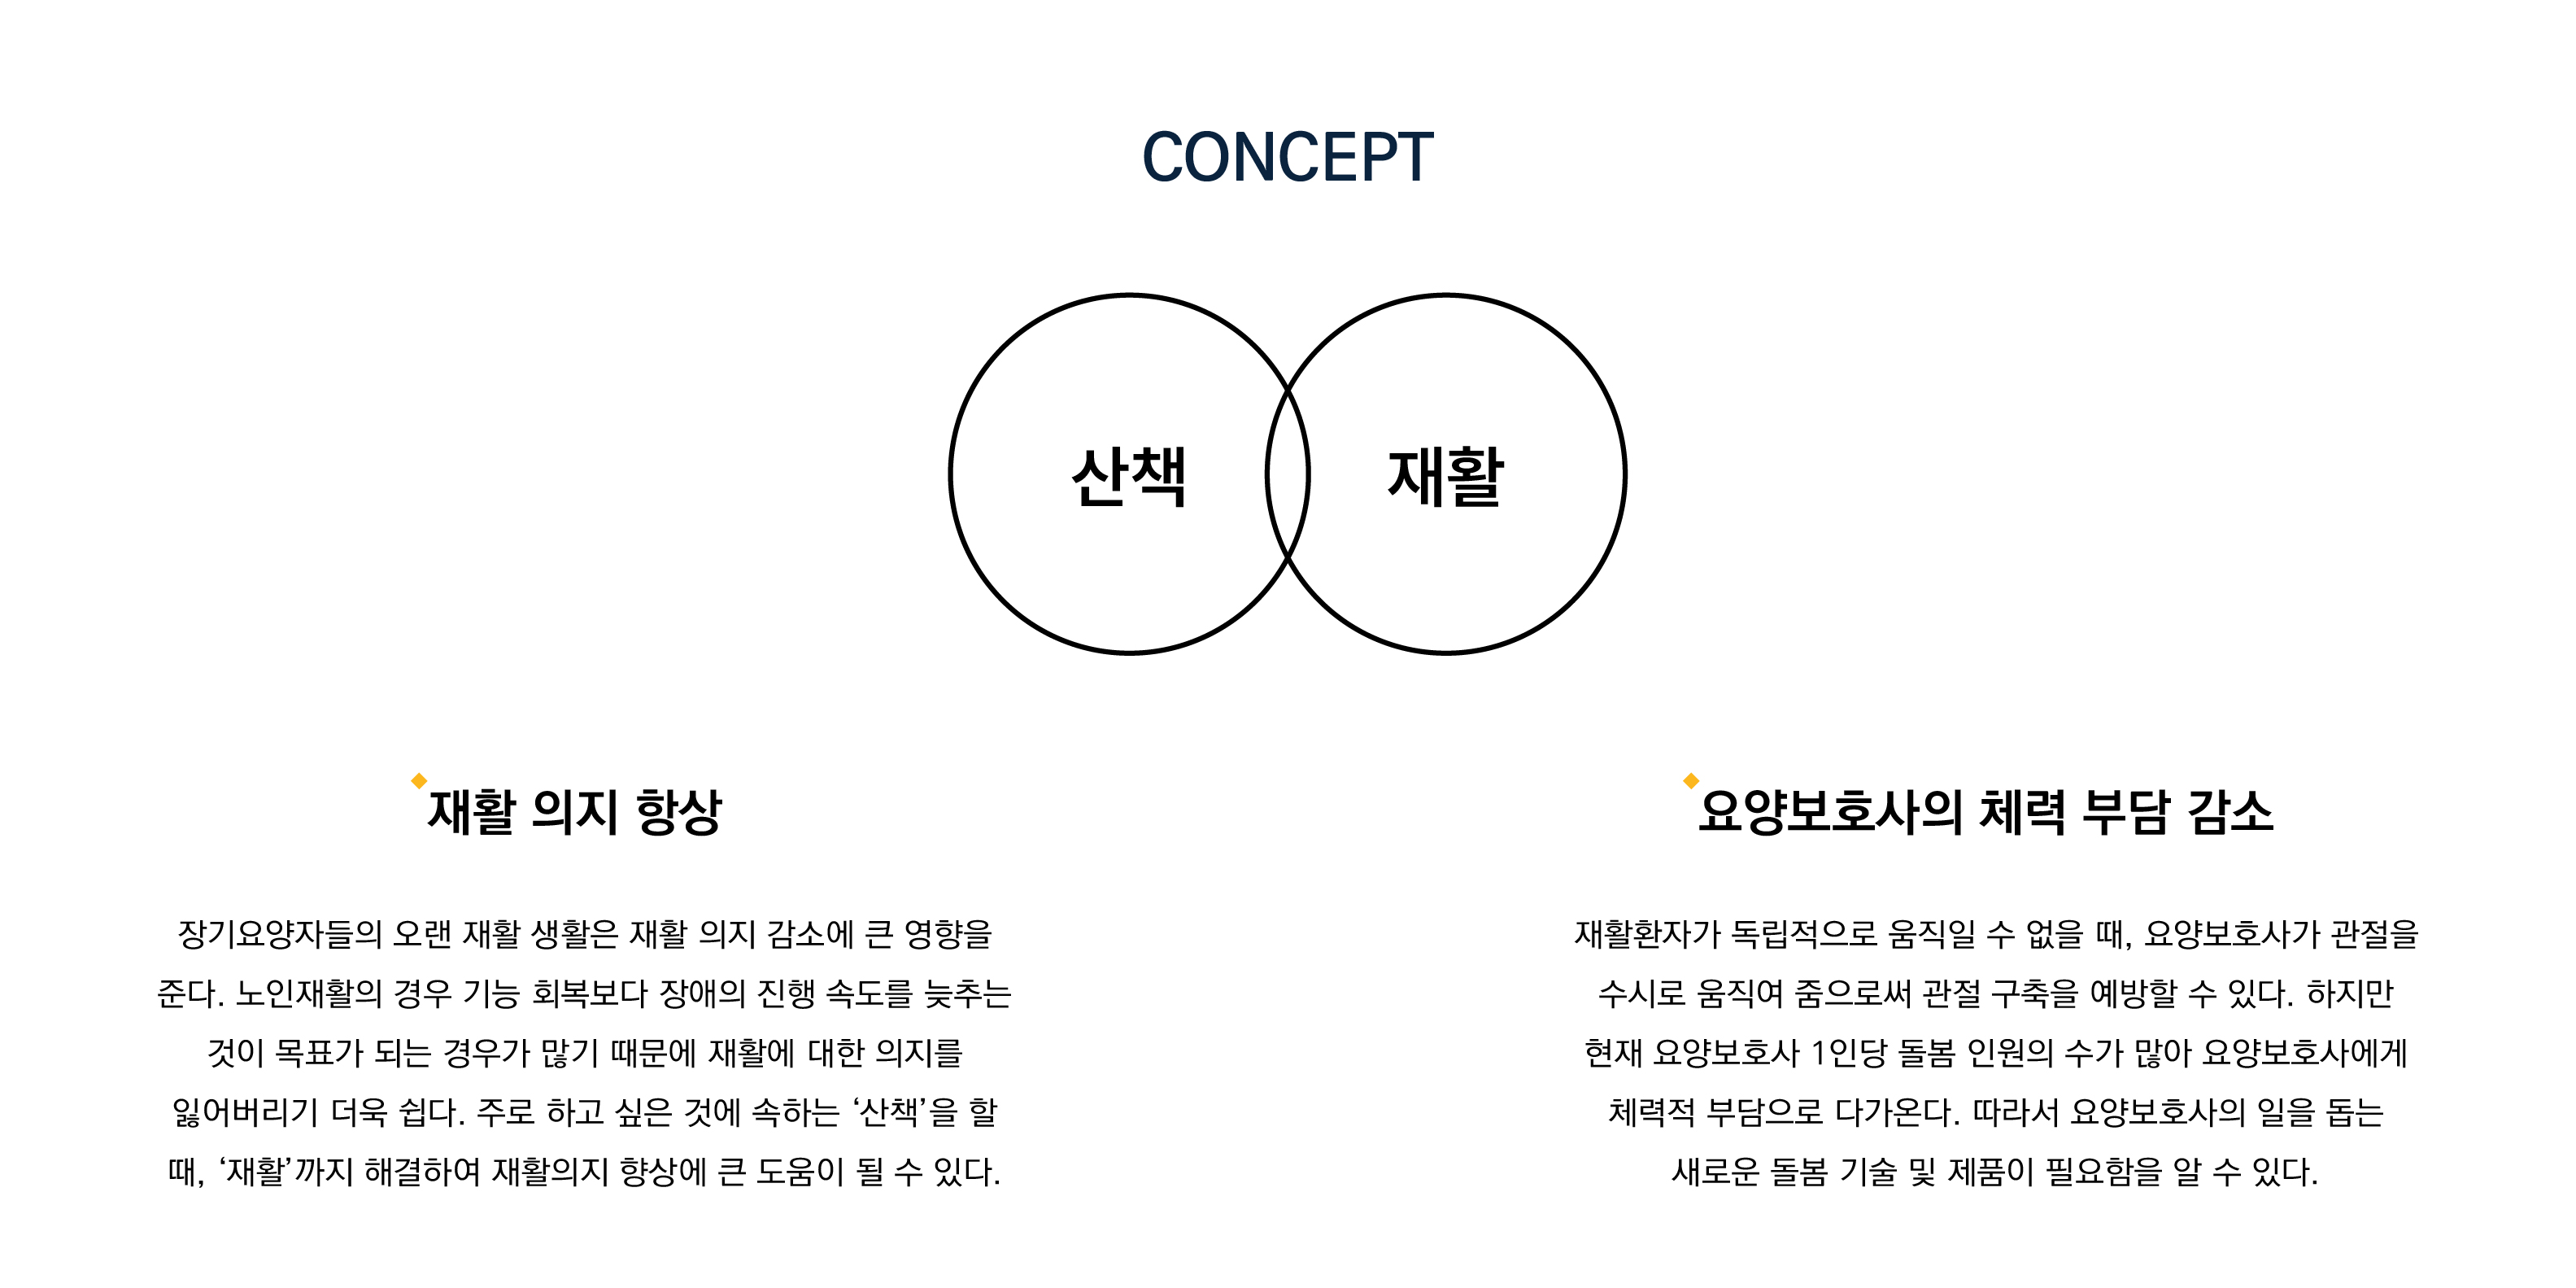 CONCEPT
산책
재활
재활 의지 향상
장기요양자들의 오랜 재활 생활은 재활 의지 감소에 큰 영향을
준다. 노인재활의 경우 기능 회복보다 장애의 진행 속도를 늦추는
것이 목표가 되는 경우가 많기 때문에 재활에 대한 의지를
잃어버리기 더욱 쉽다. 주로 하고 싶은 것에 속하는 ‘산책’을 할
때, ‘재활’까지 해결하여 재활의지 향상에 큰 도움이 될 수 있다.
요양보호사의 체력 부담 감소
재활환자가 독립적으로 움직일 수 없을 때, 요양보호사가 관절을
수시로 움직여 줌으로써 관절 구축을 예방할 수 있다. 하지만
현재 요양보호사 1인당 돌봄 인원의 수가 많아 요양보호사에게
체력적 부담으로 다가온다. 따라서 요양보호사의 일을 돕는
새로운 돌봄 기술 및 제품이 필요함을 알 수 있다.